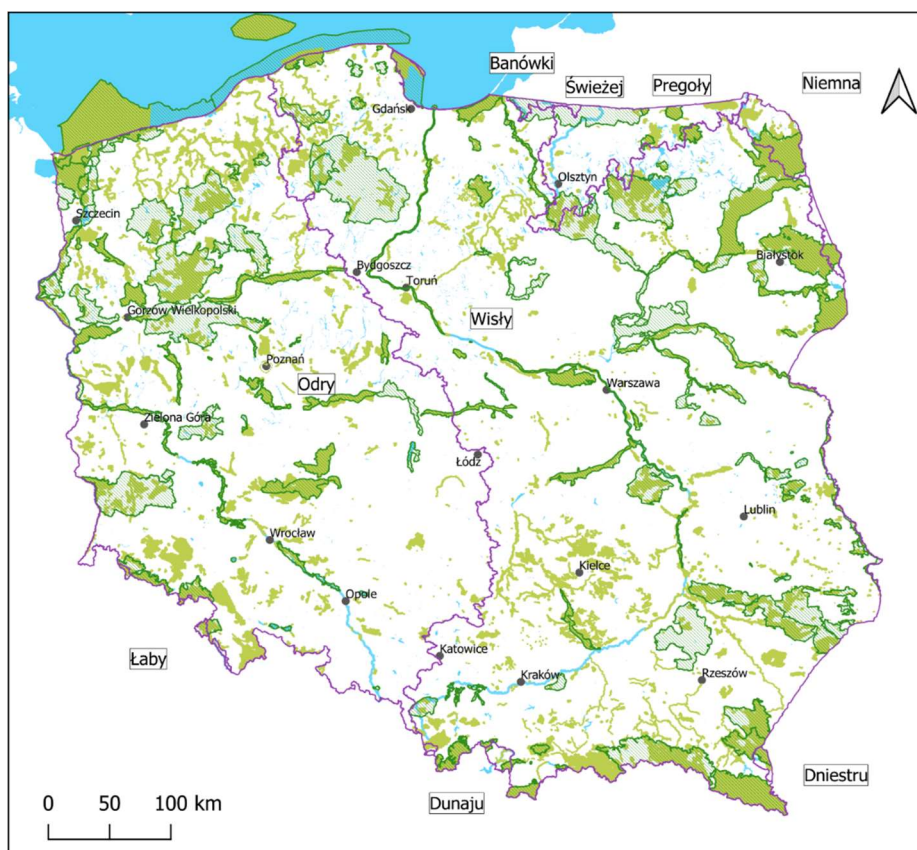 Banówki
Świeżej
Pregoły
Niemna
Gdańsk
Olsztyn
Szczecin
Białystok
Bydgoszcz
Toruń
Gorzów Wielkopolski
Wisły
Poznań
Odry
Warszawa
Zielona Góra
Łódź
Lublin
Wrocław
Kielce
Opole
Łaby
Katowice
Kraków
Rzeszów
Dniestru
Dunaju
0 50 100 km